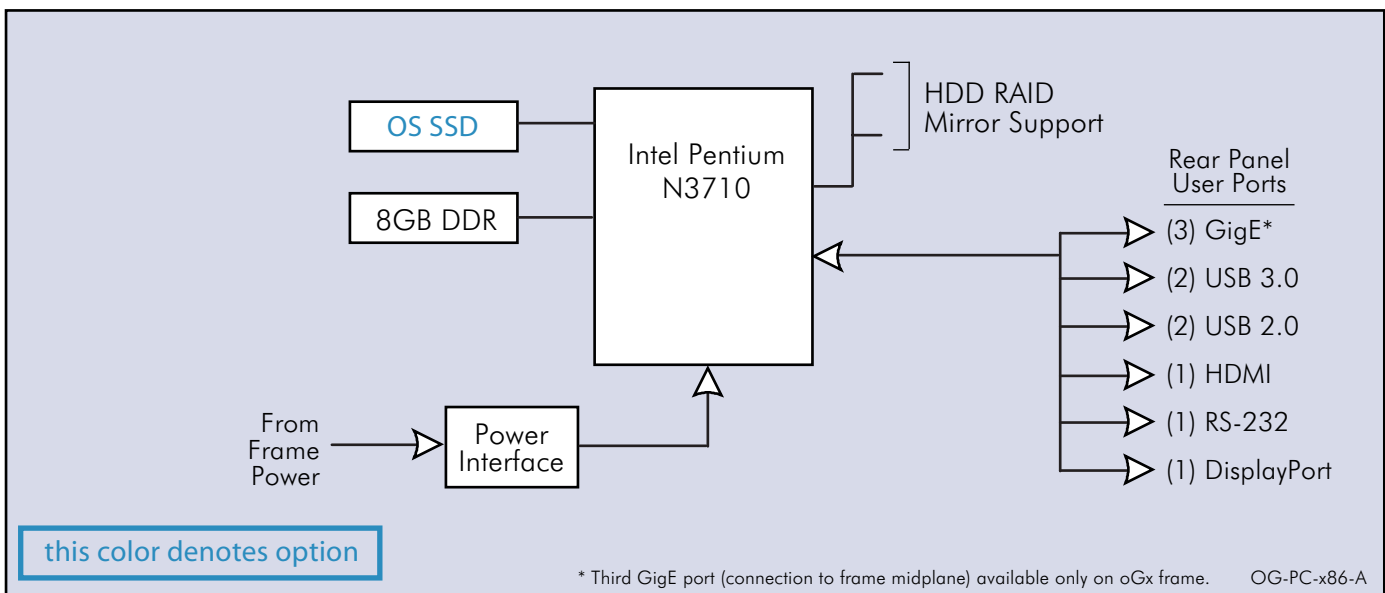 OS SSD
8GB DDR
Intel Pentium
N3710
HDD RAID
Mirror Support
Rear Panel
User Ports
(3) GigE*
(2) USB 3.0
(2) USB 2.0
(1) HDMI
(1) RS-232
(1) DisplayPort
From
Frame
Power
Power
Interface
this color denotes option
* Third GigE port (connection to frame midplane) available only on oGx frame.
OG-PC-x86-A